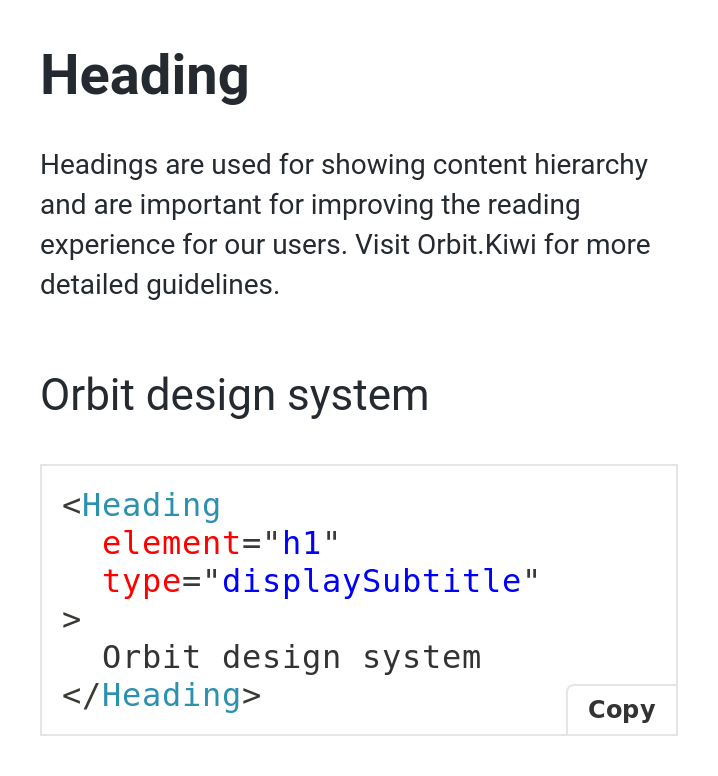 Heading
Headings are used for showing content hierarchy
and are important for improving the reading
experience for our users. Visit Orbit.Kiwi for more
detailed guidelines.
Orbit design system
<Heading
  element="h1"
  type="displaySubtitle"
>
  Orbit design system
</Heading>
Copy